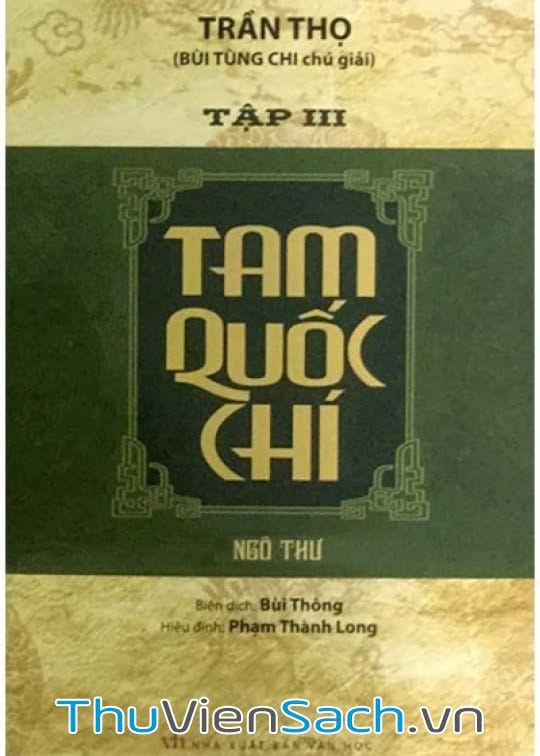 TRẦN THỌ
(BÙI TÙNG CHI chú giải)
TẬP III
TAM
QUỐC
CHÍ
NGÔ THƯ
Biên dịch: Bùi Thông
Hiệu đính: Phạm Thành Long
ThuVienSach.vn
NHÀ XUẤT BẢN VĂN HỌC